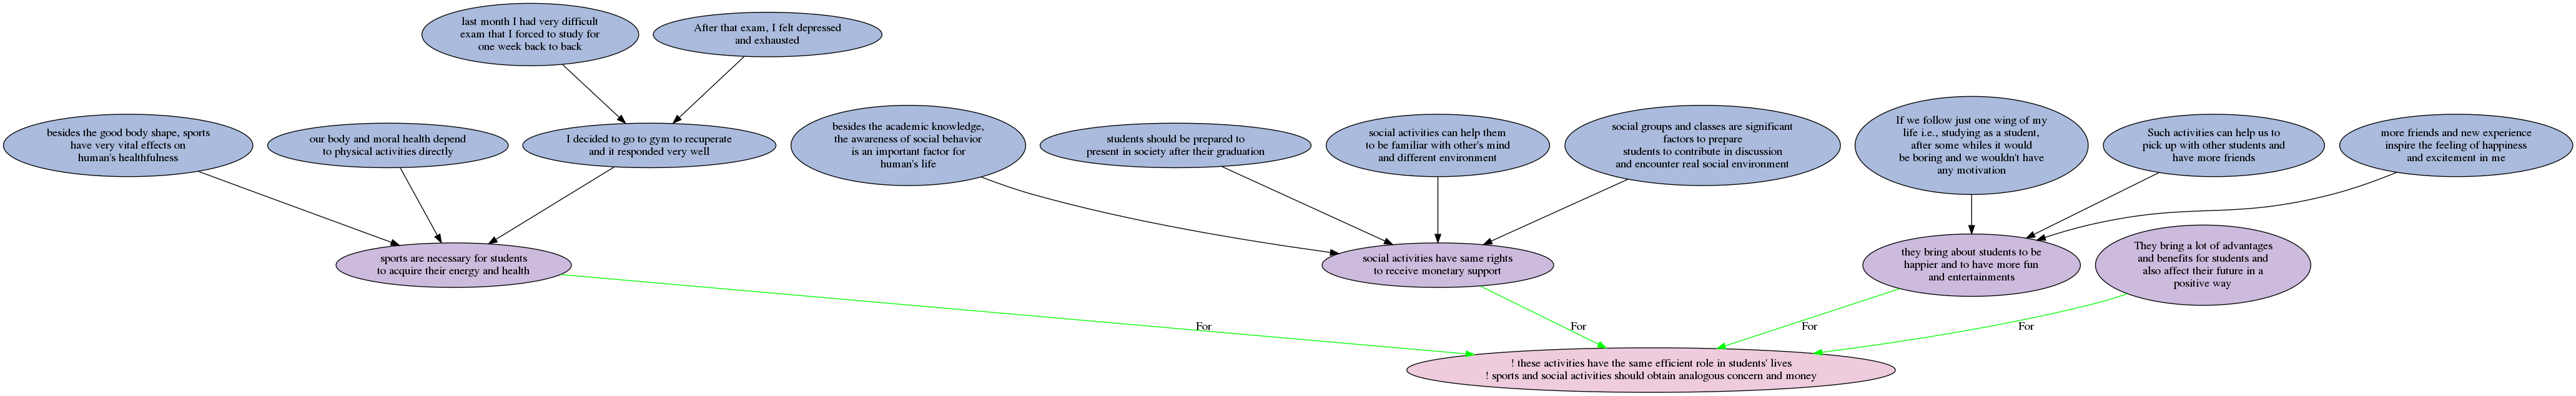 last month I had very difficult
exam that I forced to study for
one week back to back
After that exam, I felt depressed
and exhausted
besides the good body shape, sports
have very vital effects on
human's healthfulness
our body and moral health depend
to physical activities directly
I decided to go to gym to recuperate
and it responded very well
besides the academic knowledge,
the awareness of social behavior
is an important factor for
human's life
students should be prepared to
present in society after their graduation
social activities can help them
to be familiar with other's mind
and different environment
social groups and classes are significant
factors to prepare
students to contribute in discussion
and encounter real social environment
If we follow just one wing of my
life i.e., studying as a student,
after some whiles it would
be boring and we wouldn't have
any motivation
Such activities can help us to
pick up with other students and
have more friends
more friends and new experience
inspire the feeling of happiness
and excitement in me
sports are necessary for students
to acquire their energy and health
social activities have same rights
to receive monetary support
they bring about students to be
happier and to have more fun
and entertainments
They bring a lot of advantages
and benefits for students and
also affect their future in a
positive way
For
For
For
For
! these activities have the same efficient role in students' lives
! sports and social activities should obtain analogous concern and money